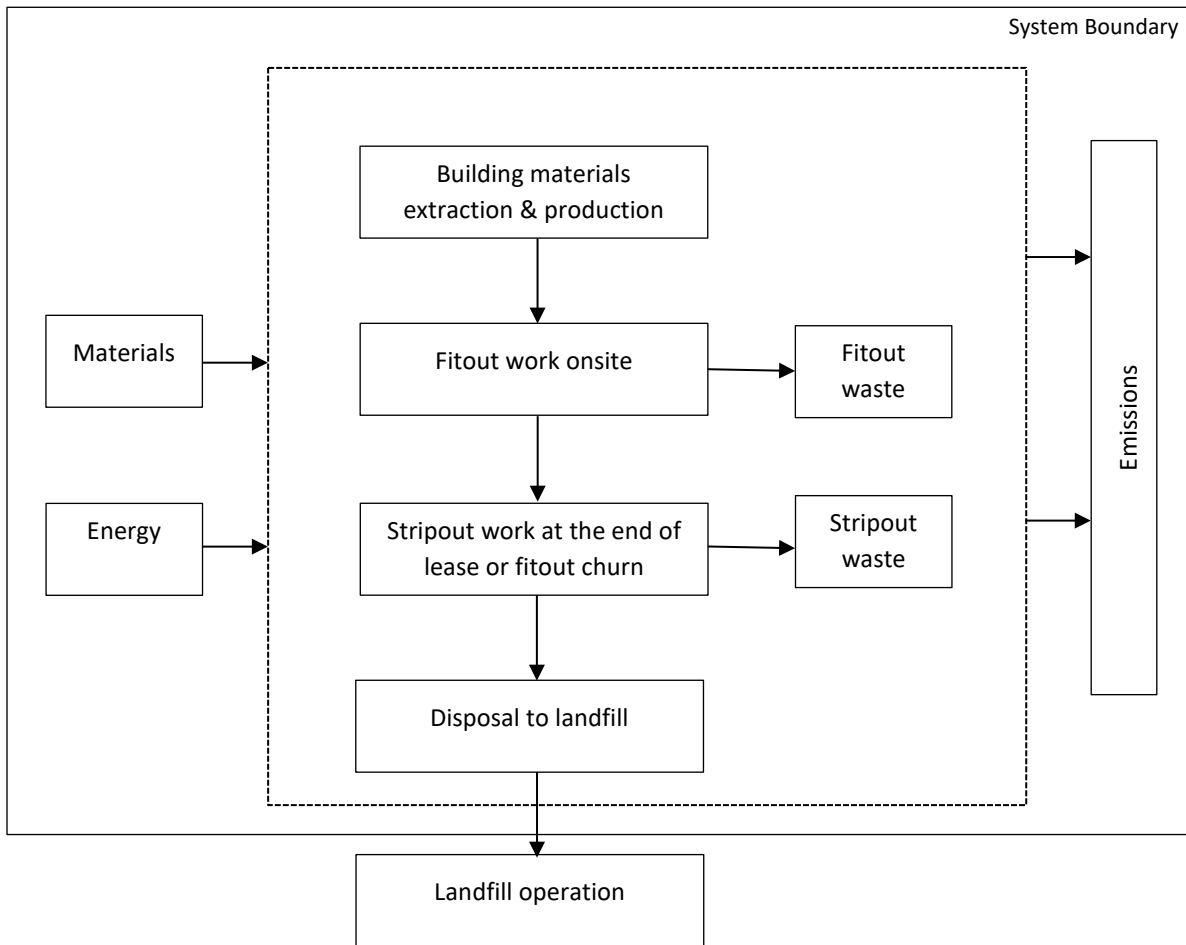 System Boundary
Building materials
extraction & production
Materials
Fitout work onsite
Fitout
waste
Emissions
Energy
Stripout work at the end of
lease or fitout churn
Stripout
waste
Disposal to landfill
Landfill operation